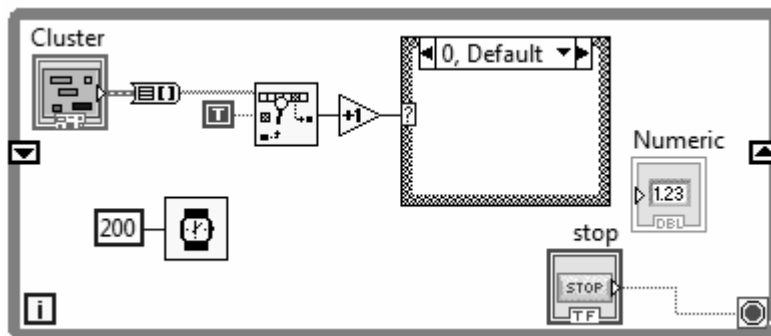 Cluster
0, Default
T
+1
?
Numeric
1.23
DBL
200
stop
STOP
TF
i